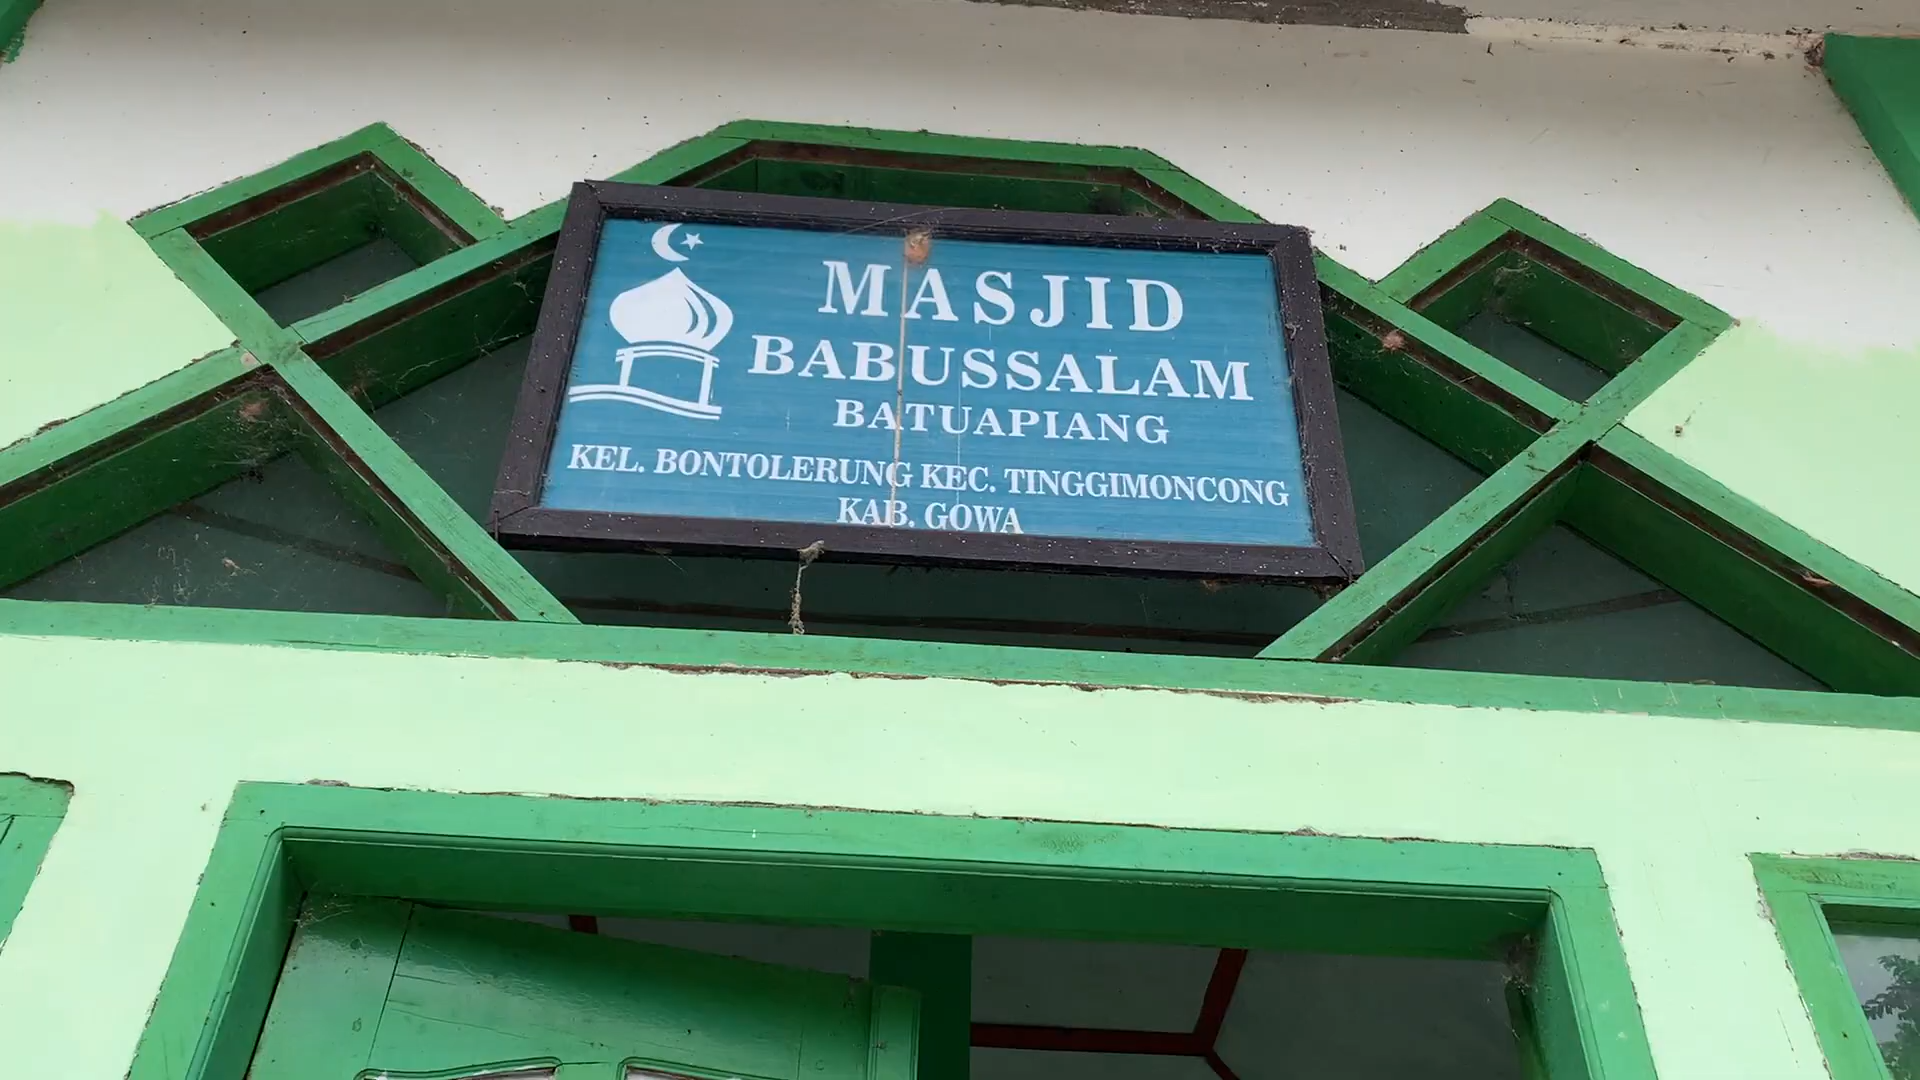 MASJID
BABUSSALAM
BATUAPIANG
KEL. BONTOLERUNG KEC. TINGGIMONCONG
KAB. GOWA